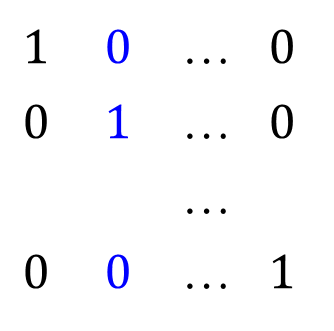 1 0 … 0
0 1 … 0
…
0 0 … 1